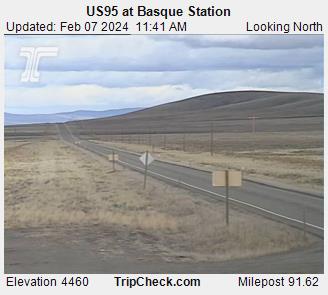 US95 at Basque Station
Updated: Feb 07 2024 11:41 AM Looking North
Elevation 4460 TripCheck.com Milepost 91.62